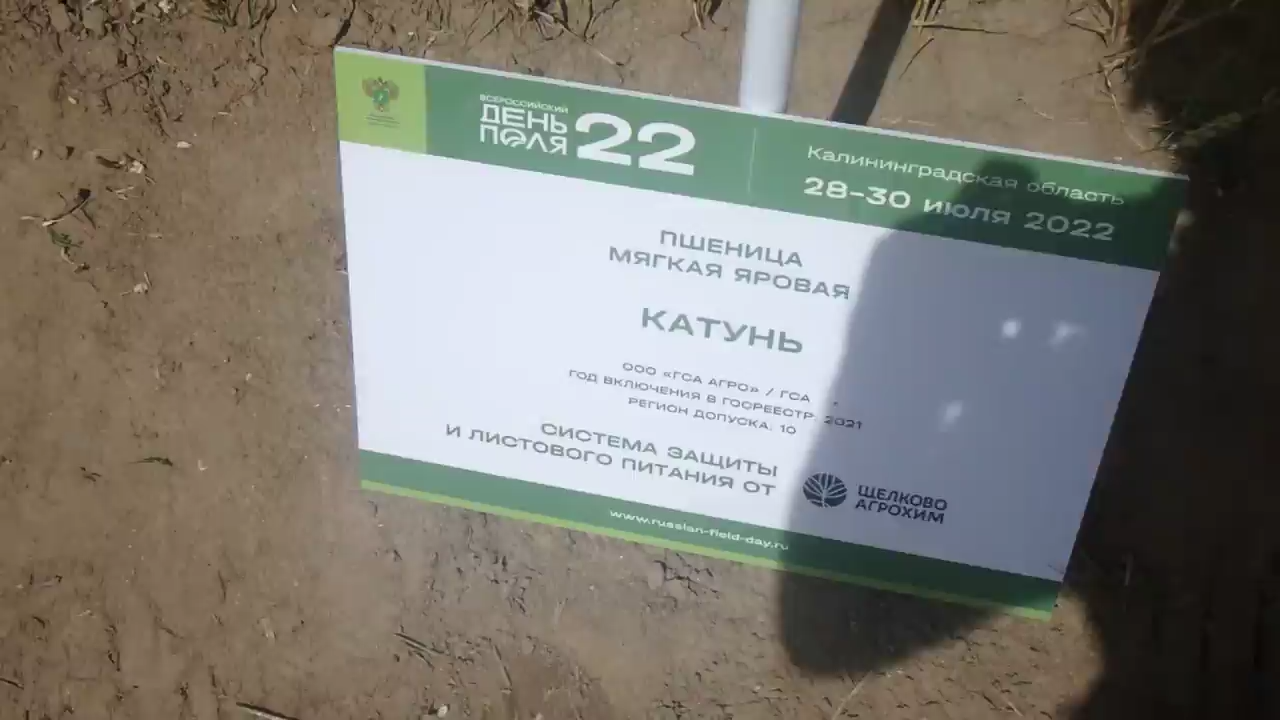 ВСЕРОССИЙСКИЙ
ДЕНЬ
ПОЛЯ
22
Калининградская область
28-30 июля 2022
ПШЕНИЦА
МЯГКАЯ ЯРОВАЯ
КАТУНЬ
ООО «ГСА АГРО» / ГСА
ГОД ВКЛЮЧЕНИЯ В ГОСРЕЕСТР: 2021
РЕГИОН ДОПУСКА: 10
СИСТЕМА ЗАЩИТЫ
И ЛИСТОВОГО ПИТАНИЯ ОТ
ЩЕЛКОВО
АГРОХИМ
www.russian-field-day.ru